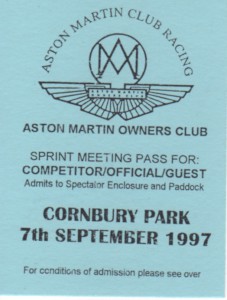 ASTON MARTIN CLUB RACING
AM
ASTON MARTIN OWNERS CLUB
SPRINT MEETING PASS FOR:
COMPETITOR/OFFICIAL/GUEST
Admits to Spectator Enclosure and Paddock
CORNBURY PARK
7th SEPTEMBER 1997
For conditions of admission please see over